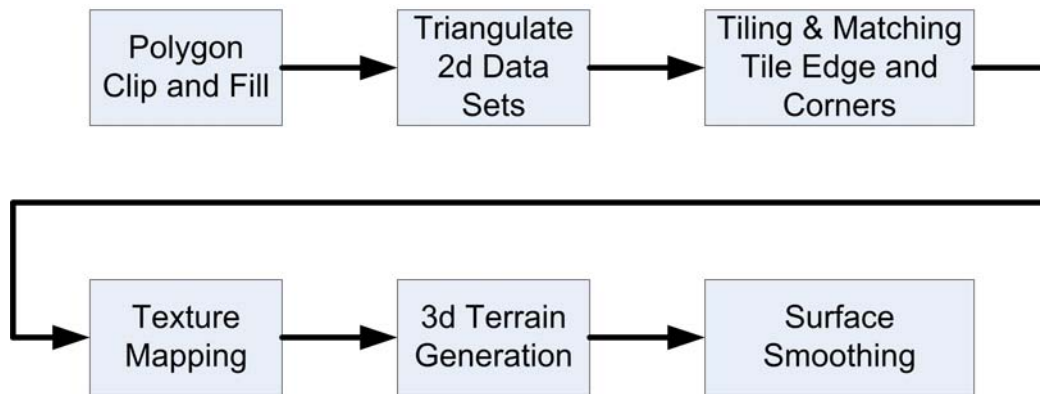 Polygon
Clip and Fill
Triangulate
2d Data
Sets
Tiling & Matching
Tile Edge and
Corners
Texture
Mapping
3d Terrain
Generation
Surface
Smoothing